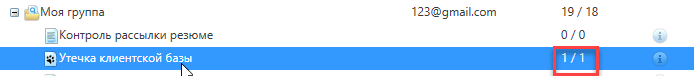 Моя группа 123@gmail.com 19 / 18
Контроль рассылки резюме 0 / 0
Утечка клиентской базы 1 / 1